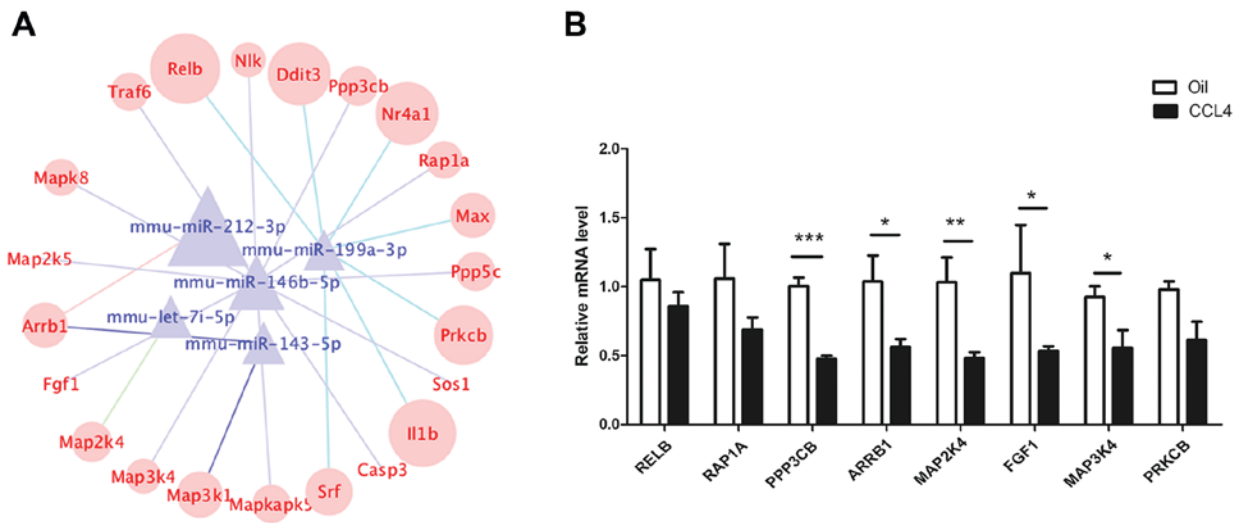 A
Relb
Nlk
Ddit3
Ppp3cb
Traf6
Nr4a1
Rap1a
Mapk8
Max
mmu-miR-212-3p
mmu-miR-199a-3p
Map2k5
Ppp5c
mmu-miR-146b-5p
Arrb1
mmu-let-7i-5p
Prkcb
mmu-miR-143-5p
Fgf1
Sos1
Map2k4
Il1b
Map3k4
Casp3
Map3k1
Mapkapk5
Srf
B
Oil
CCL4
Relative mRNA level
2.0
1.5
1.0
0.5
0.0
***
*
**
*
*
RELB
RAP1A
PPP3CB
ARRB1
MAP2K4
FGF1
MAP3K4
PRKCB